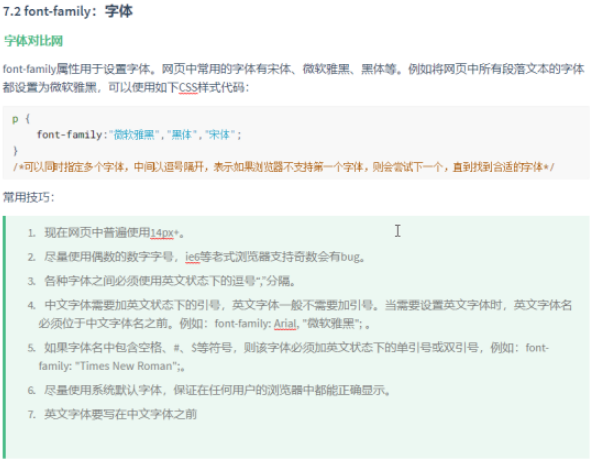 7.2 font-family：字体
字体对比网
font-family属性用于设置字体。网页中常用的字体有宋体、微软雅黑、黑体等。例如将网页中所有段落文本的字体
都设置为微软雅黑，可以使用如下CSS样式代码：
p {
font-family:"微软雅黑","黑体","宋体";
}
/*可以同时指定多个字体，中间以逗号隔开，表示如果浏览器不支持第一个字体，则会尝试下一个，直到找到合适的字体*/
常用技巧：
1. 现在网页中普遍使用14px+。
2. 尽量使用偶数的数字字号，ie6等老式浏览器支持奇数会有bug。
3. 各种字体之间必须使用英文状态下的逗号“,”分隔。
4. 中文字体需要加英文状态下的引号，英文字体一般不需要加引号。当需要设置英文字体时，英文字体名
必须位于中文字体名之前。例如：font-family: Arial, "微软雅黑"; 。
5. 如果字体名中包含空格、#、$等符号，则该字体必须加英文状态下的单引号或双引号，例如：font-
family: "Times New Roman";。
6. 尽量使用系统默认字体，保证在任何用户的浏览器中都能正确显示。
7. 英文字体要写在中文字体之前